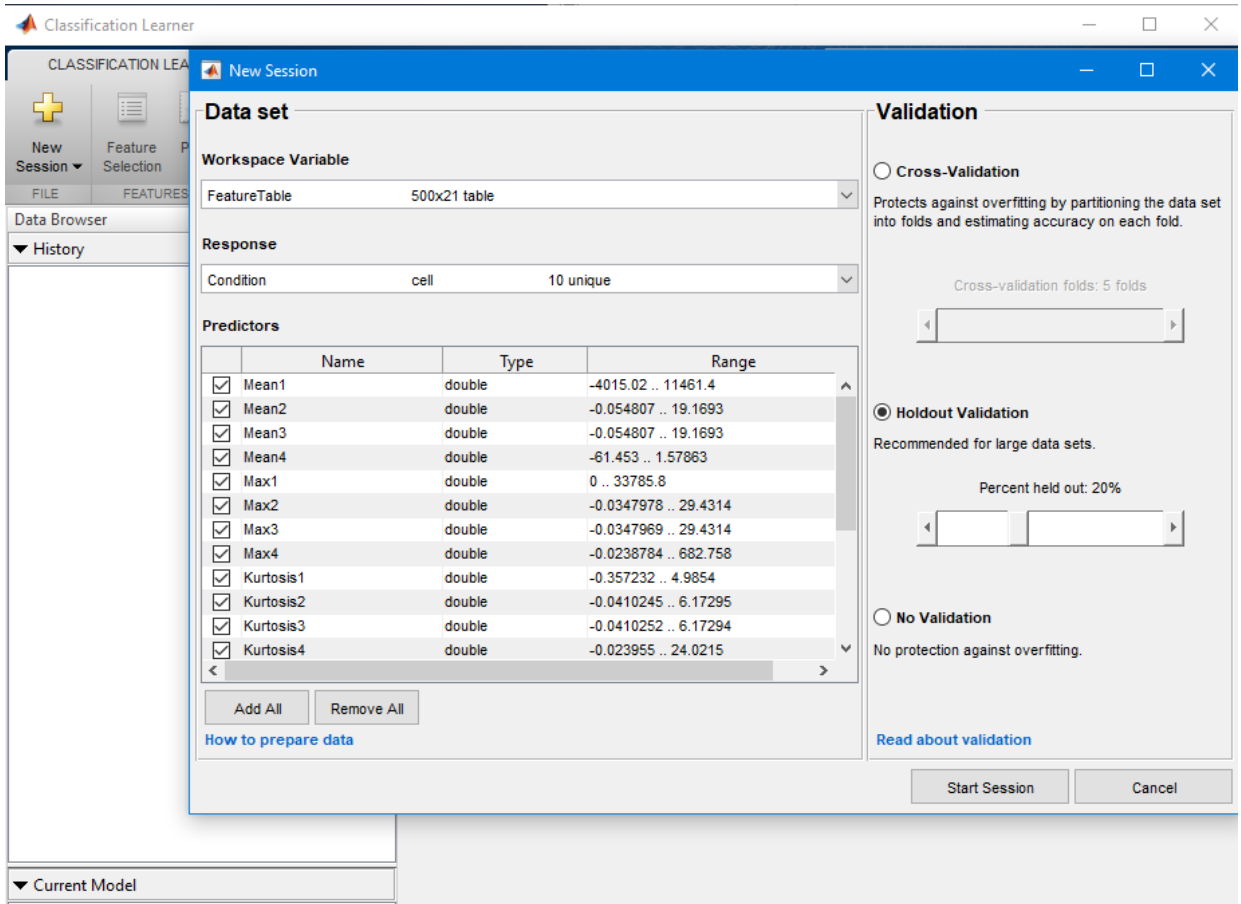 Classification Learner
CLASSIFICATION LEA
New Session
New
Session
Feature
Selection
P
FILE
FEATURES
Data Browser
History
Current Model
Data set
Workspace Variable
FeatureTable 500x21 table
Response
Condition cell 10 unique
Predictors
Name Type Range
Mean1 double -4015.02 .. 11461.4
Mean2 double -0.054807 .. 19.1693
Mean3 double -0.054807 .. 19.1693
Mean4 double -61.453 .. 1.57863
Max1 double 0 .. 33785.8
Max2 double -0.0347978 .. 29.4314
Max3 double -0.0347969 .. 29.4314
Max4 double -0.0238784 .. 682.758
Kurtosis1 double -0.357232 .. 4.9854
Kurtosis2 double -0.0410245 .. 6.17295
Kurtosis3 double -0.0410252 .. 6.17294
Kurtosis4 double -0.023955 .. 24.0215
Add All Remove All
How to prepare data
Validation
Cross-Validation
Protects against overfitting by partitioning the data set
into folds and estimating accuracy on each fold.
Cross-validation folds: 5 folds
Holdout Validation
Recommended for large data sets.
Percent held out: 20%
No Validation
No protection against overfitting.
Read about validation
Start Session Cancel